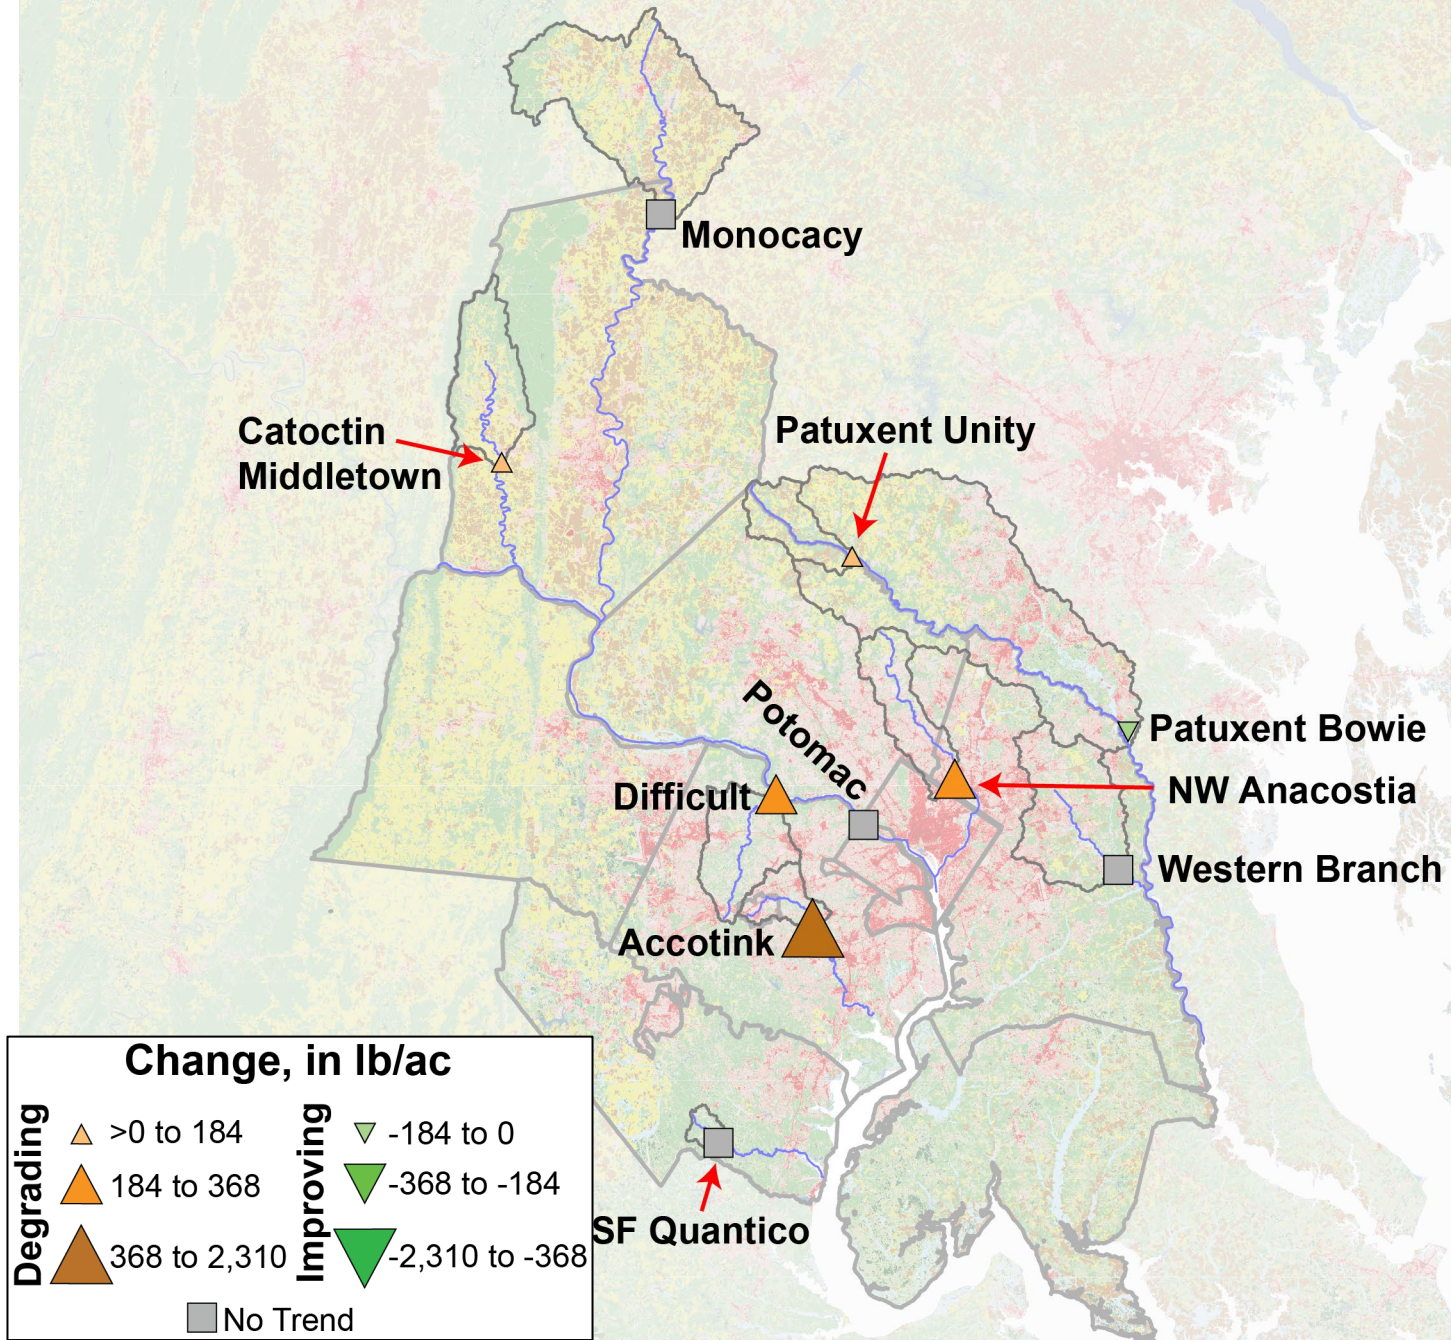 Monocacy
Catoctin
Middletown
Patuxent Unity
Potomac
Patuxent Bowie
Difficult
NW Anacostia
Western Branch
Accotink
SF Quantico
Change, in lb/ac
Degrading
>0 to 184
184 to 368
368 to 2,310
Improving
-184 to 0
-368 to -184
-2,310 to -368
No Trend